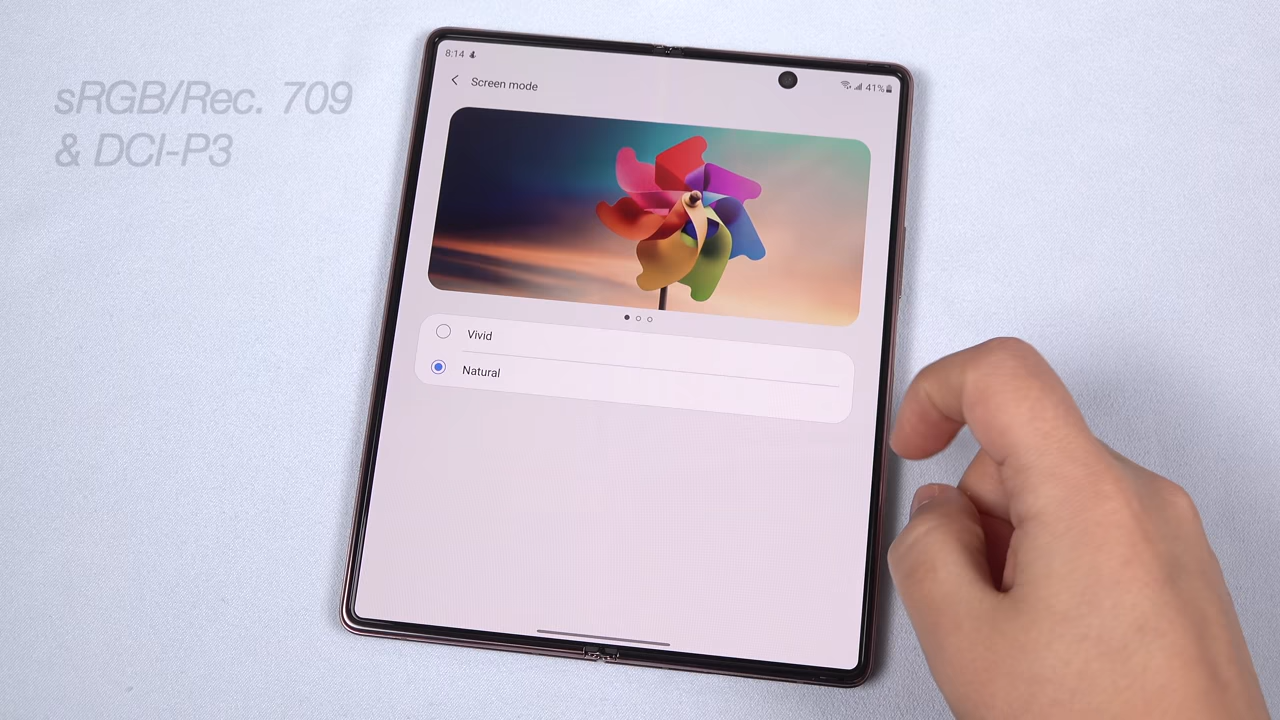 sRGB/Rec. 709
& DCI-P3
8:14
41%
Screen mode
Vivid
Natural